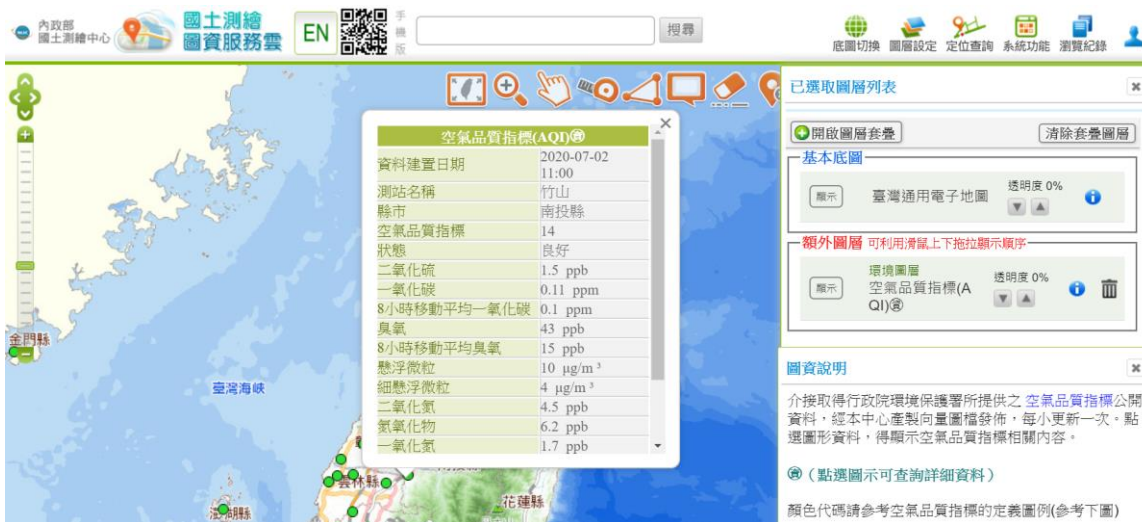 內政部
國土測繪中心
國土測繪
圖資服務雲
EN
手機版
搜尋
底圖切換
圖層設定
定位查詢
系統功能
瀏覽紀錄
金門縣
臺灣海峽
澎湖縣
雲林縣
花蓮縣
空氣品質指標(AQI)
資料建置日期 2020-07-02 11:00
測站名稱 竹山
縣市 南投縣
空氣品質指標 14
狀態 良好
二氧化硫 1.5 ppb
一氧化碳 0.11 ppm
8小時移動平均一氧化碳 0.1 ppm
臭氧 43 ppb
8小時移動平均臭氧 15 ppb
懸浮微粒 10 μg/m ³
細懸浮微粒 4 μg/m ³
二氧化氮 4.5 ppb
氮氧化物 6.2 ppb
一氧化氮 1.7 ppb
已選取圖層列表
開啟圖層套疊
清除套疊圖層
基本底圖
顯示
臺灣通用電子地圖
透明度 0%
額外圖層 可利用滑鼠上下拖拉顯示順序
顯示
環境圖層
空氣品質指標(A
QI)
透明度 0%
圖資說明
介接取得行政院環境保護署所提供之 空氣品質指標公開
資料，經本中心產製向量圖檔發佈，每小更新一次。點
選圖形資料，得顯示空氣品質指標相關內容。
（點選圖示可查詢詳細資料）
顏色代碼請參考空氣品質指標的定義圖例(參考下圖)